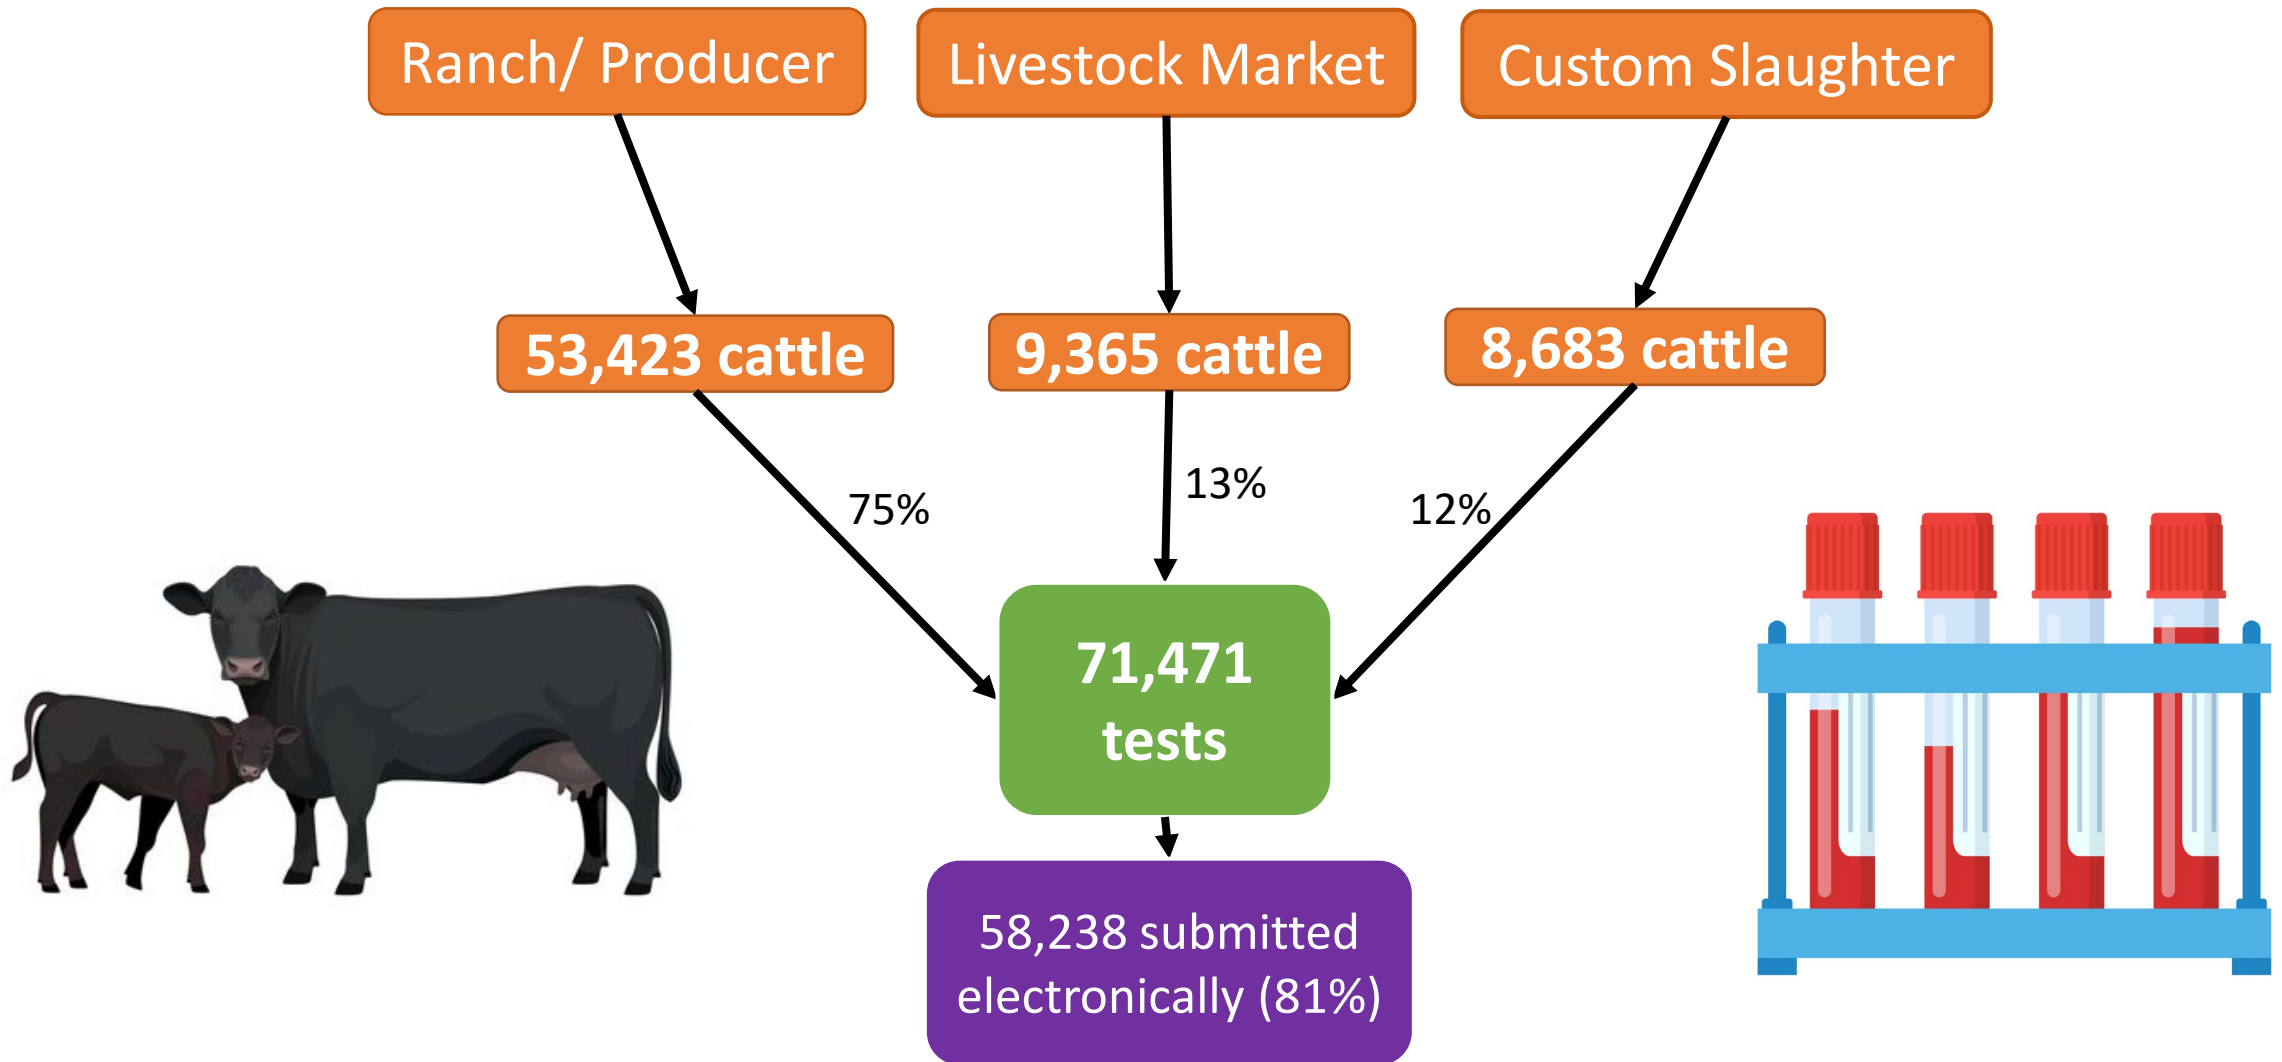 Ranch/ Producer
Livestock Market
Custom Slaughter
53,423 cattle
9,365 cattle
8,683 cattle
75%
13%
12%
71,471
tests
58,238 submitted
electronically (81%)